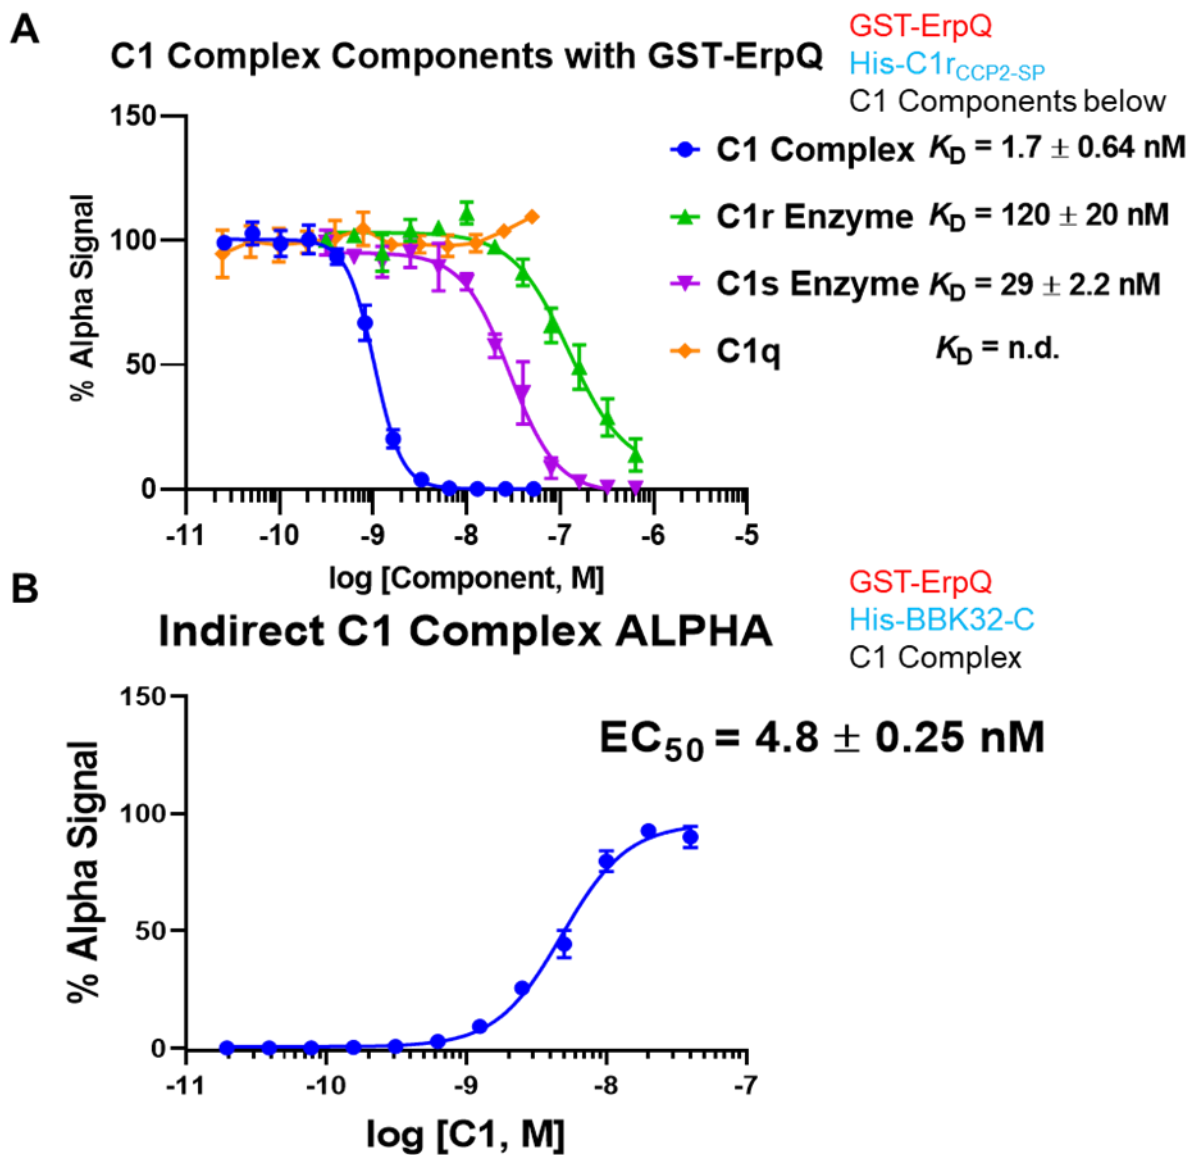 A
C1 Complex Components with GST-ErpQ
GST-ErpQ
His-C1rCCP2-SP
C1 Components below
150
100
50
0
% Alpha Signal
C1 Complex KD = 1.7 ± 0.64 nM
C1r Enzyme KD = 120 ± 20 nM
C1s Enzyme KD = 29 ± 2.2 nM
C1q KD = n.d.
-11 -10 -9 -8 -7 -6 -5
log [Component, M]
B
Indirect C1 Complex ALPHA
GST-ErpQ
His-BBK32-C
C1 Complex
150
100
50
0
% Alpha Signal
EC50 = 4.8 ± 0.25 nM
-11 -10 -9 -8 -7
log [C1, M]